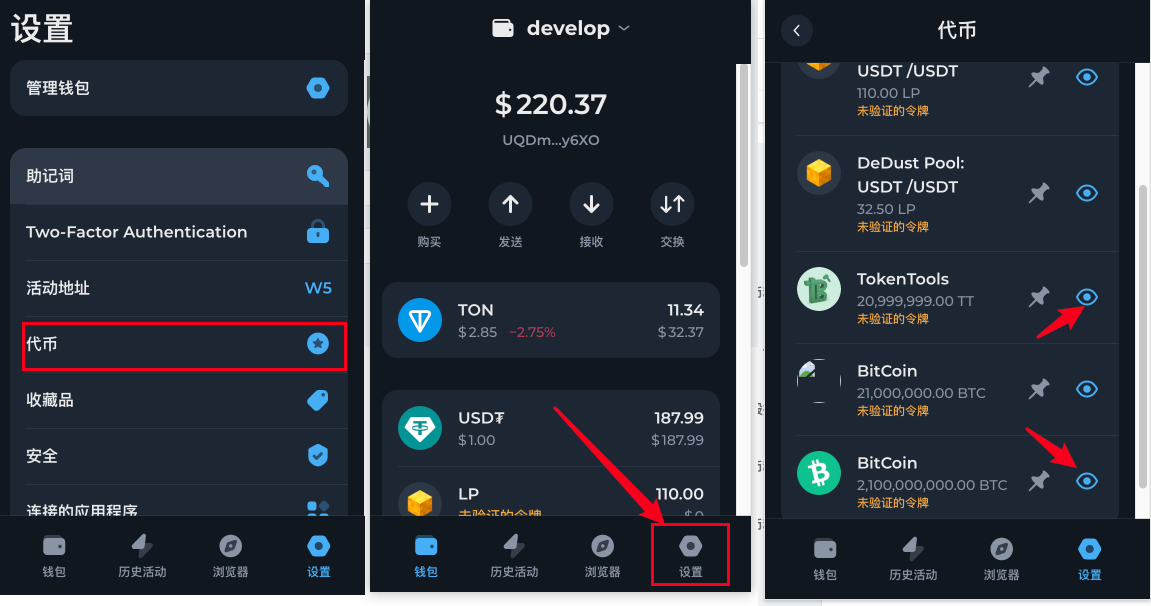 设置
管理钱包
助记词
Two-Factor Authentication
活动地址
W5
代币
收藏品
安全
连接的应用程序
钱包
历史活动
浏览器
设置
develop
$ 220.37
UQDm...y6XO
购买
发送
接收
交换
TON
11.34
$ 2.85 −2.75%
$ 32.37
USD₮
187.99
$ 1.00
$ 187.99
LP
110.00
未验证的令牌
$ 0
钱包
历史活动
浏览器
设置
代币
USDT /USDT
110.00 LP
未验证的令牌
DeDust Pool:
USDT /USDT
32.50 LP
未验证的令牌
TokenTools
20,999,999.00 TT
未验证的令牌
BitCoin
21,000,000.00 BTC
未验证的令牌
BitCoin
2,100,000,000.00 BTC
未验证的令牌
钱包
历史活动
浏览器
设置